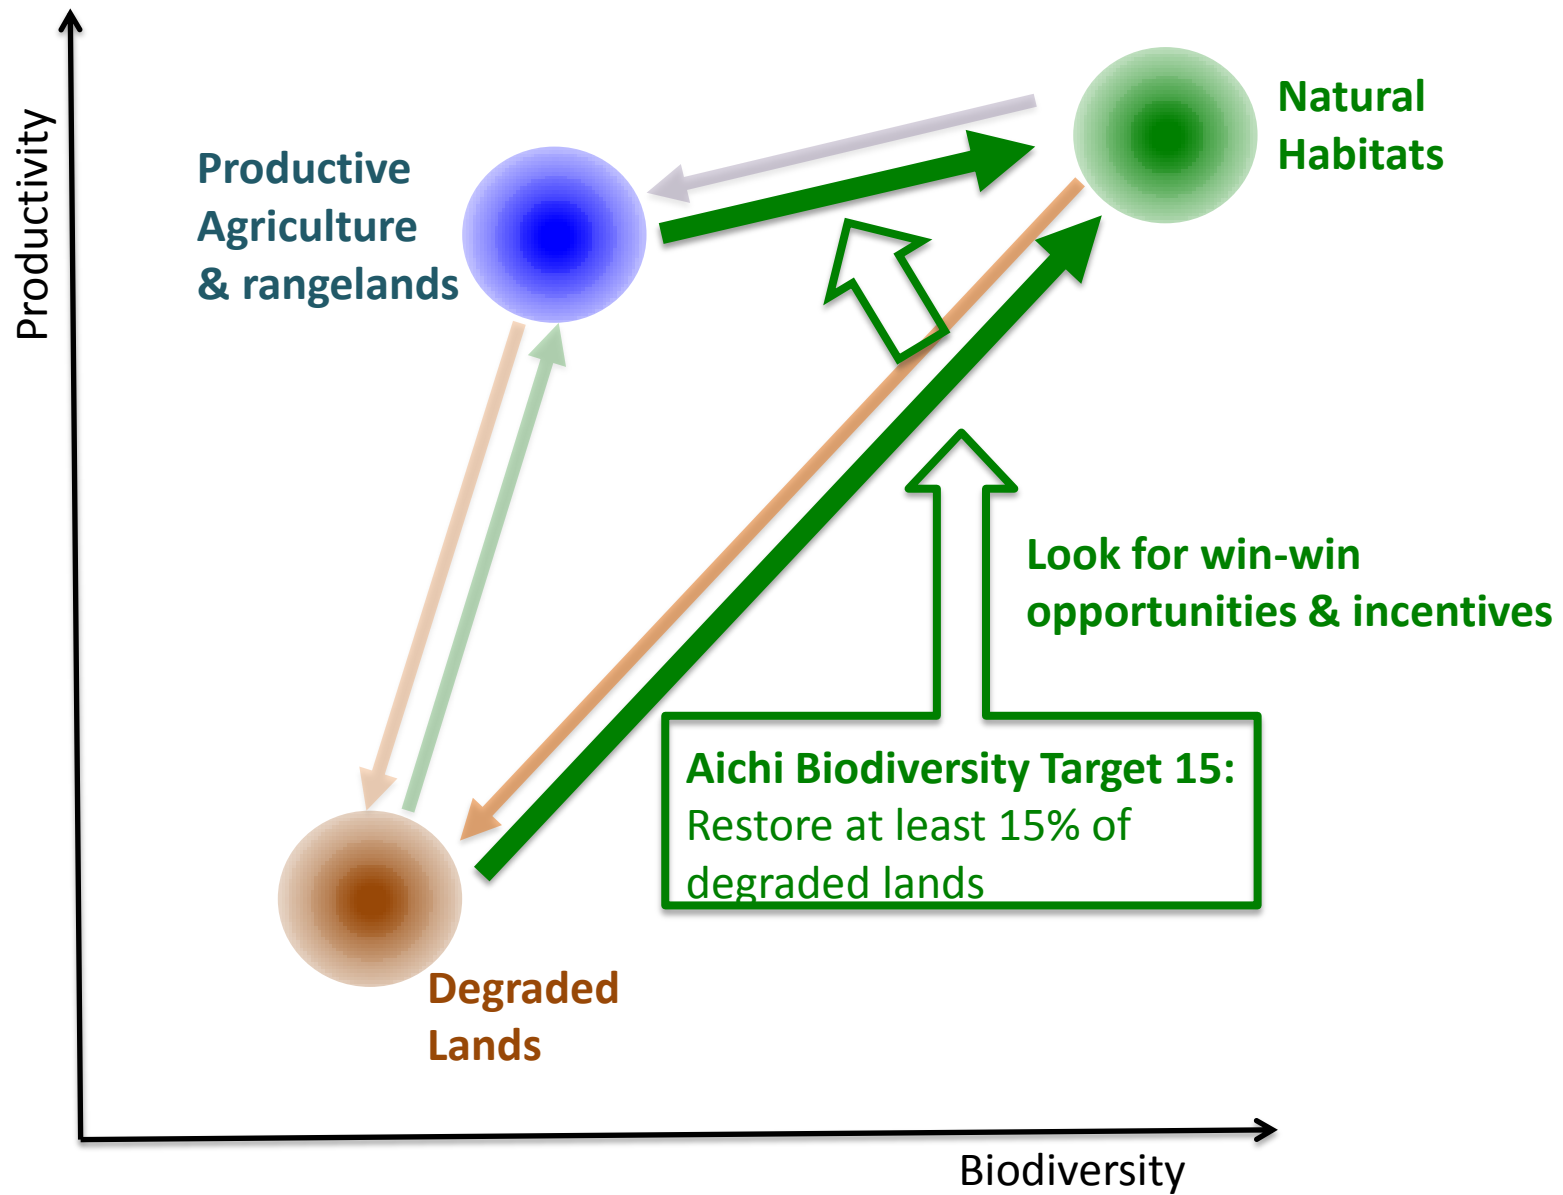 Productivity
Productive
Agriculture
& rangelands
Natural
Habitats
Look for win-win
opportunities & incentives
Aichi Biodiversity Target 15:
Restore at least 15% of
degraded lands
Degraded
Lands
Biodiversity